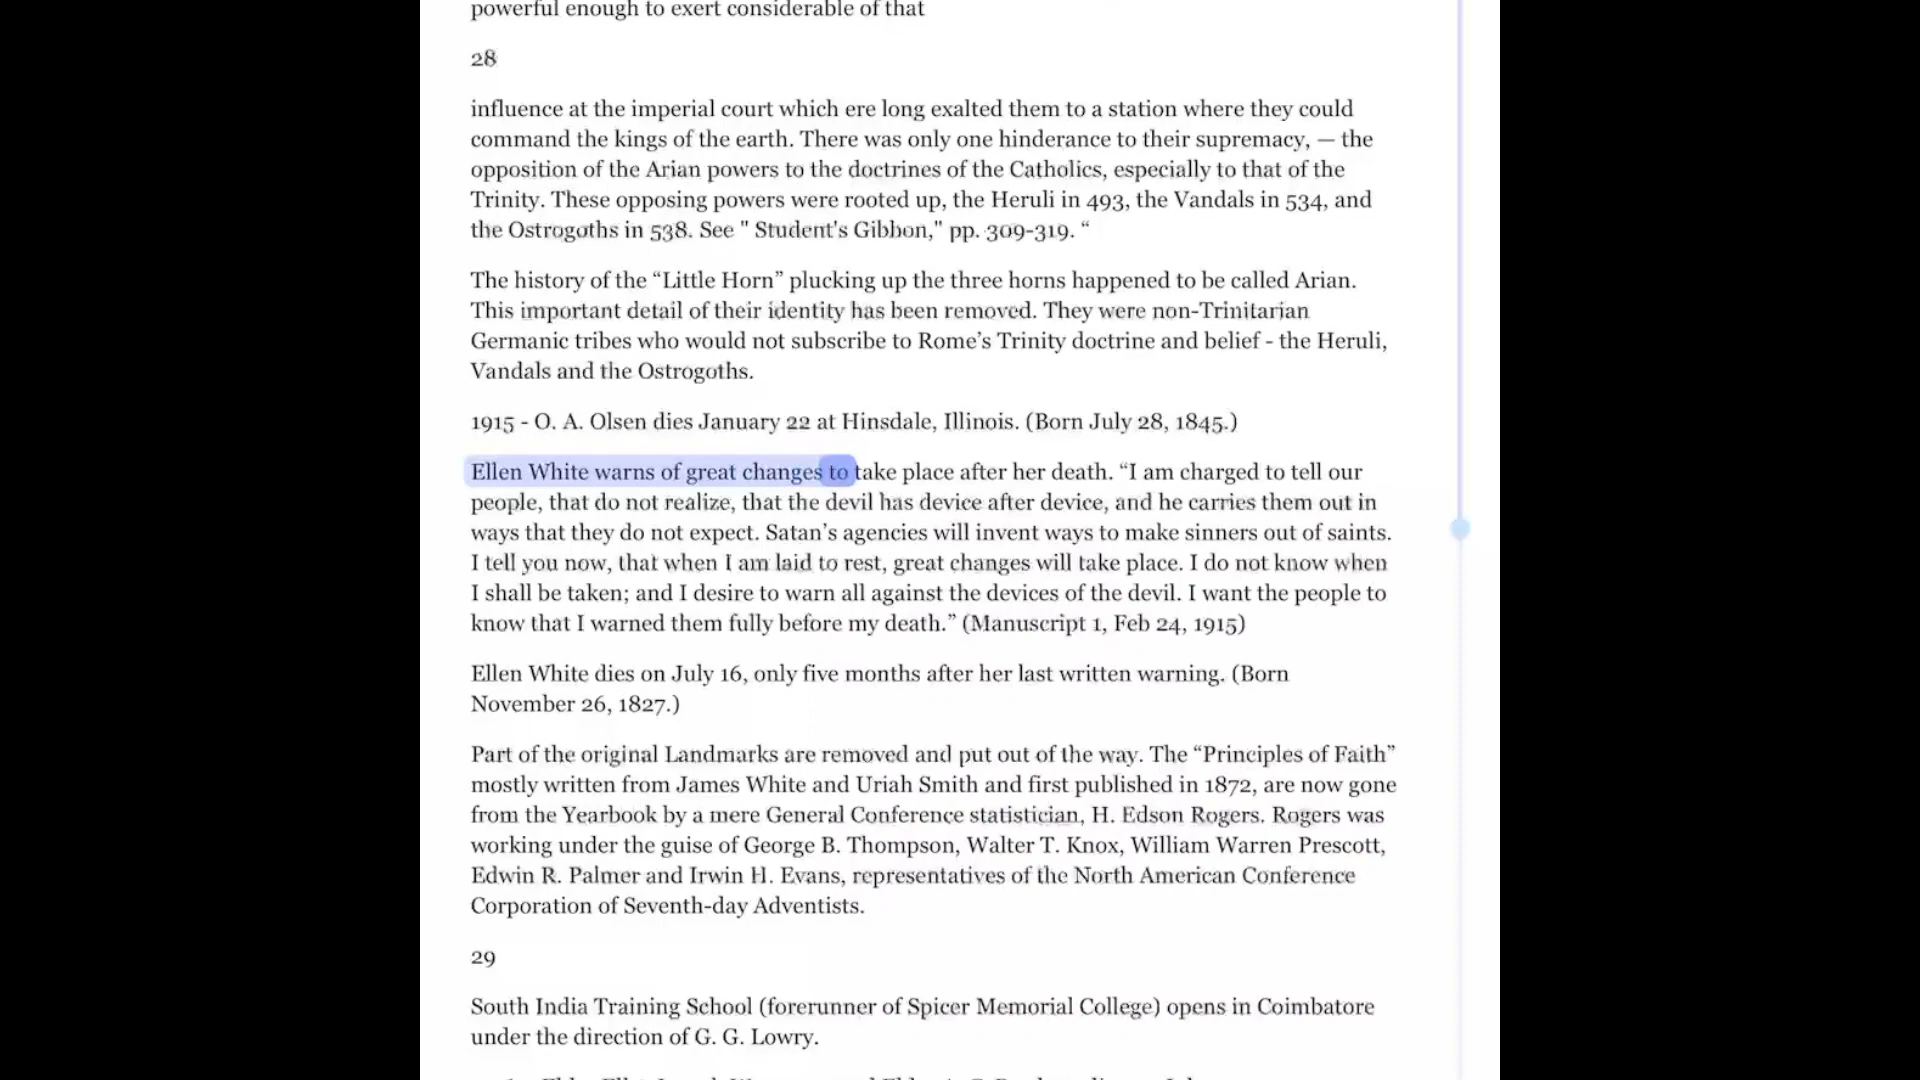 powerful enough to exert considerable of that
28
influence at the imperial court which ere long exalted them to a station where they could
command the kings of the earth. There was only one hinderance to their supremacy, — the
opposition of the Arian powers to the doctrines of the Catholics, especially to that of the
Trinity. These opposing powers were rooted up, the Heruli in 493, the Vandals in 534, and
the Ostrogoths in 538. See " Student's Gibbon," pp. 309-319. “
The history of the “Little Horn” plucking up the three horns happened to be called Arian.
This important detail of their identity has been removed. They were non-Trinitarian
Germanic tribes who would not subscribe to Rome’s Trinity doctrine and belief - the Heruli,
Vandals and the Ostrogoths.
1915 - O. A. Olsen dies January 22 at Hinsdale, Illinois. (Born July 28, 1845.)
Ellen White warns of great changes to take place after her death. “I am charged to tell our
people, that do not realize, that the devil has device after device, and he carries them out in
ways that they do not expect. Satan’s agencies will invent ways to make sinners out of saints.
I tell you now, that when I am laid to rest, great changes will take place. I do not know when
I shall be taken; and I desire to warn all against the devices of the devil. I want the people to
know that I warned them fully before my death.” (Manuscript 1, Feb 24, 1915)
Ellen White dies on July 16, only five months after her last written warning. (Born
November 26, 1827.)
Part of the original Landmarks are removed and put out of the way. The “Principles of Faith”
mostly written from James White and Uriah Smith and first published in 1872, are now gone
from the Yearbook by a mere General Conference statistician, H. Edson Rogers. Rogers was
working under the guise of George B. Thompson, Walter T. Knox, William Warren Prescott,
Edwin R. Palmer and Irwin H. Evans, representatives of the North American Conference
Corporation of Seventh-day Adventists.
29
South India Training School (forerunner of Spicer Memorial College) opens in Coimbatore
under the direction of G. G. Lowry.